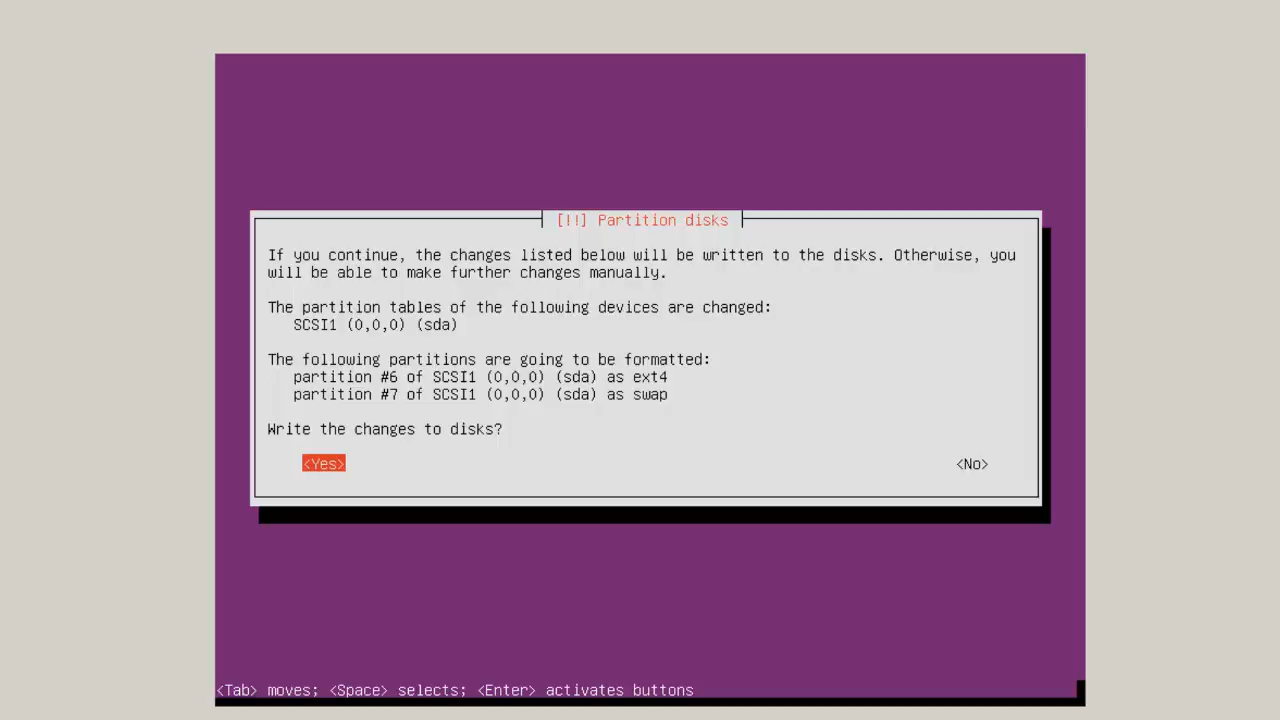 [!!] Partition disks
If you continue, the changes listed below will be written to the disks. Otherwise, you
will be able to make further changes manually.
The partition tables of the following devices are changed:
SCSI1 (0,0,0) (sda)
The following partitions are going to be formatted:
partition #6 of SCSI1 (0,0,0) (sda) as ext4
partition #7 of SCSI1 (0,0,0) (sda) as swap
Write the changes to disks?
<Yes> <No>
<Tab> moves; <Space> selects; <Enter> activates buttons